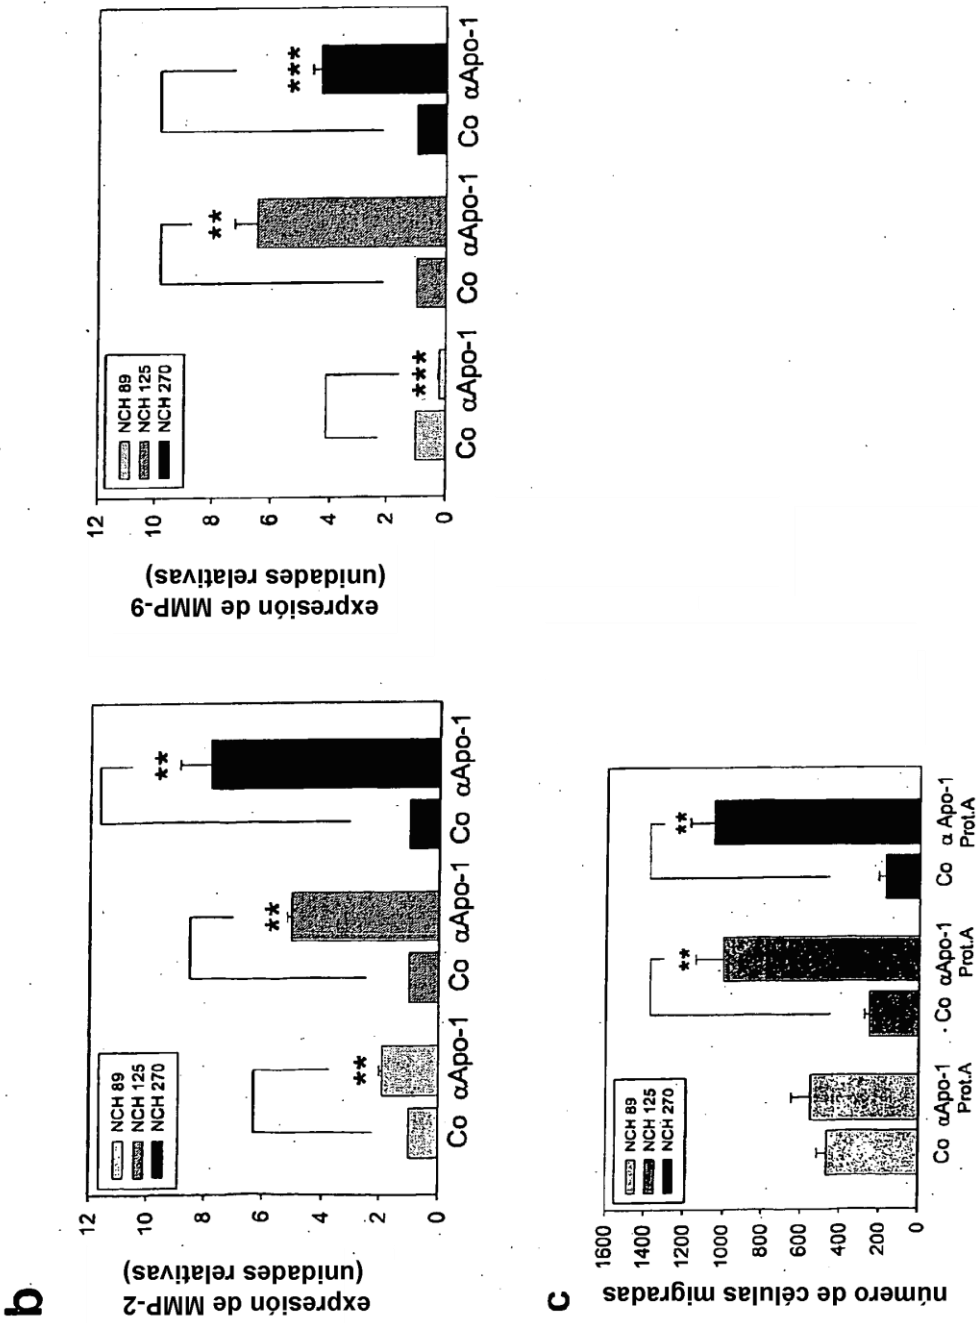 b
expresión de MMP-2
(unidades relativas)
12
10
8
6
4
2
0
NCH 89
NCH 125
NCH 270
**
**
**
Co αApo-1 Co αApo-1 Co αApo-1
expresión de MMP-9
(unidades relativas)
12
10
8
6
4
2
0
NCH 89
NCH 125
NCH 270
***
**
***
Co αApo-1 Co αApo-1 Co αApo-1
c
número de células migradas
1600
1400
1200
1000
800
600
400
200
0
NCH 89
NCH 125
NCH 270
**
**
Co αApo-1 Co αApo-1 Co α Apo-1
Prot.A Prot.A Prot.A